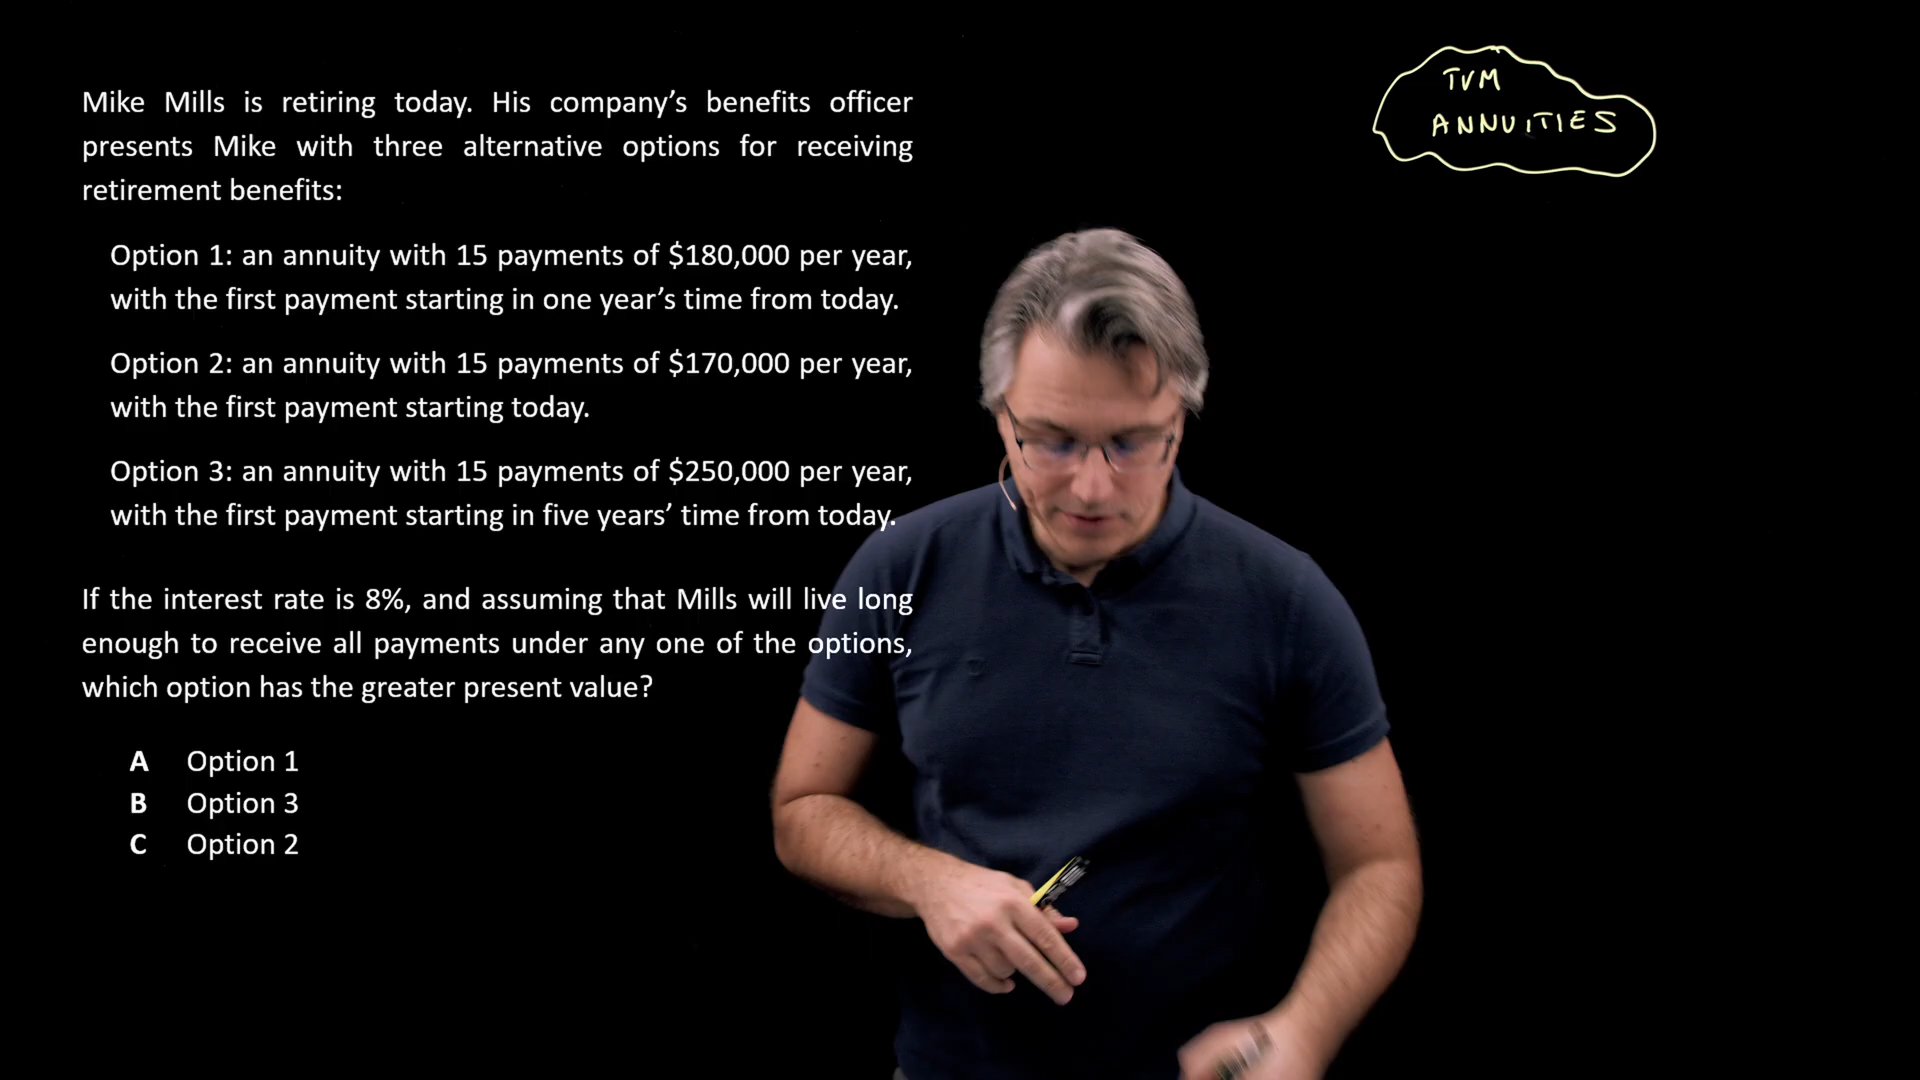 Mike Mills is retiring today. His company’s benefits officer
presents Mike with three alternative options for receiving
retirement benefits:
Option 1: an annuity with 15 payments of $180,000 per year,
with the first payment starting in one year’s time from today.
Option 2: an annuity with 15 payments of $170,000 per year,
with the first payment starting today.
Option 3: an annuity with 15 payments of $250,000 per year,
with the first payment starting in five years’ time from today.
If the interest rate is 8%, and assuming that Mills will live long
enough to receive all payments under any one of the options,
which option has the greater present value?
A Option 1
B Option 3
C Option 2
TVM
ANNUITIES